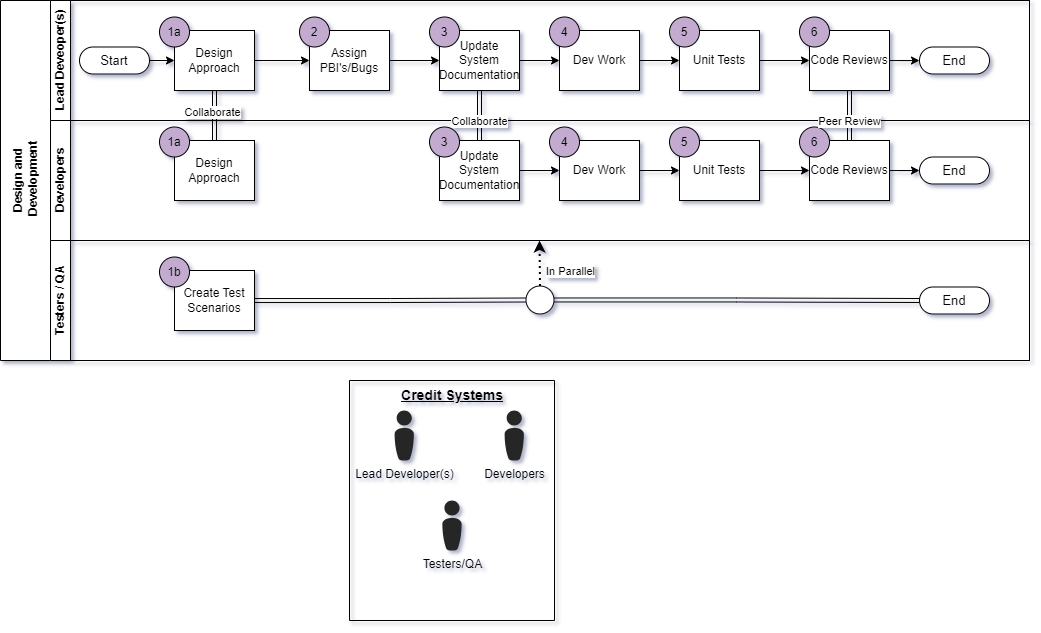 Design and
Development
Lead Deveoper(s)
1a
2
3
4
5
6
Start
Design
Approach
Assign
PBI's/Bugs
Update
System
Documentation
Dev Work
Unit Tests
Code Reviews
End
Collaborate
Collaborate
Peer Review
Developers
1a
3
4
5
6
Design
Approach
Update
System
Documentation
Dev Work
Unit Tests
Code Reviews
End
Testers / QA
1b
Create Test
Scenarios
In Parallel
End
Credit Systems
Lead Developer(s)
Developers
Testers/QA